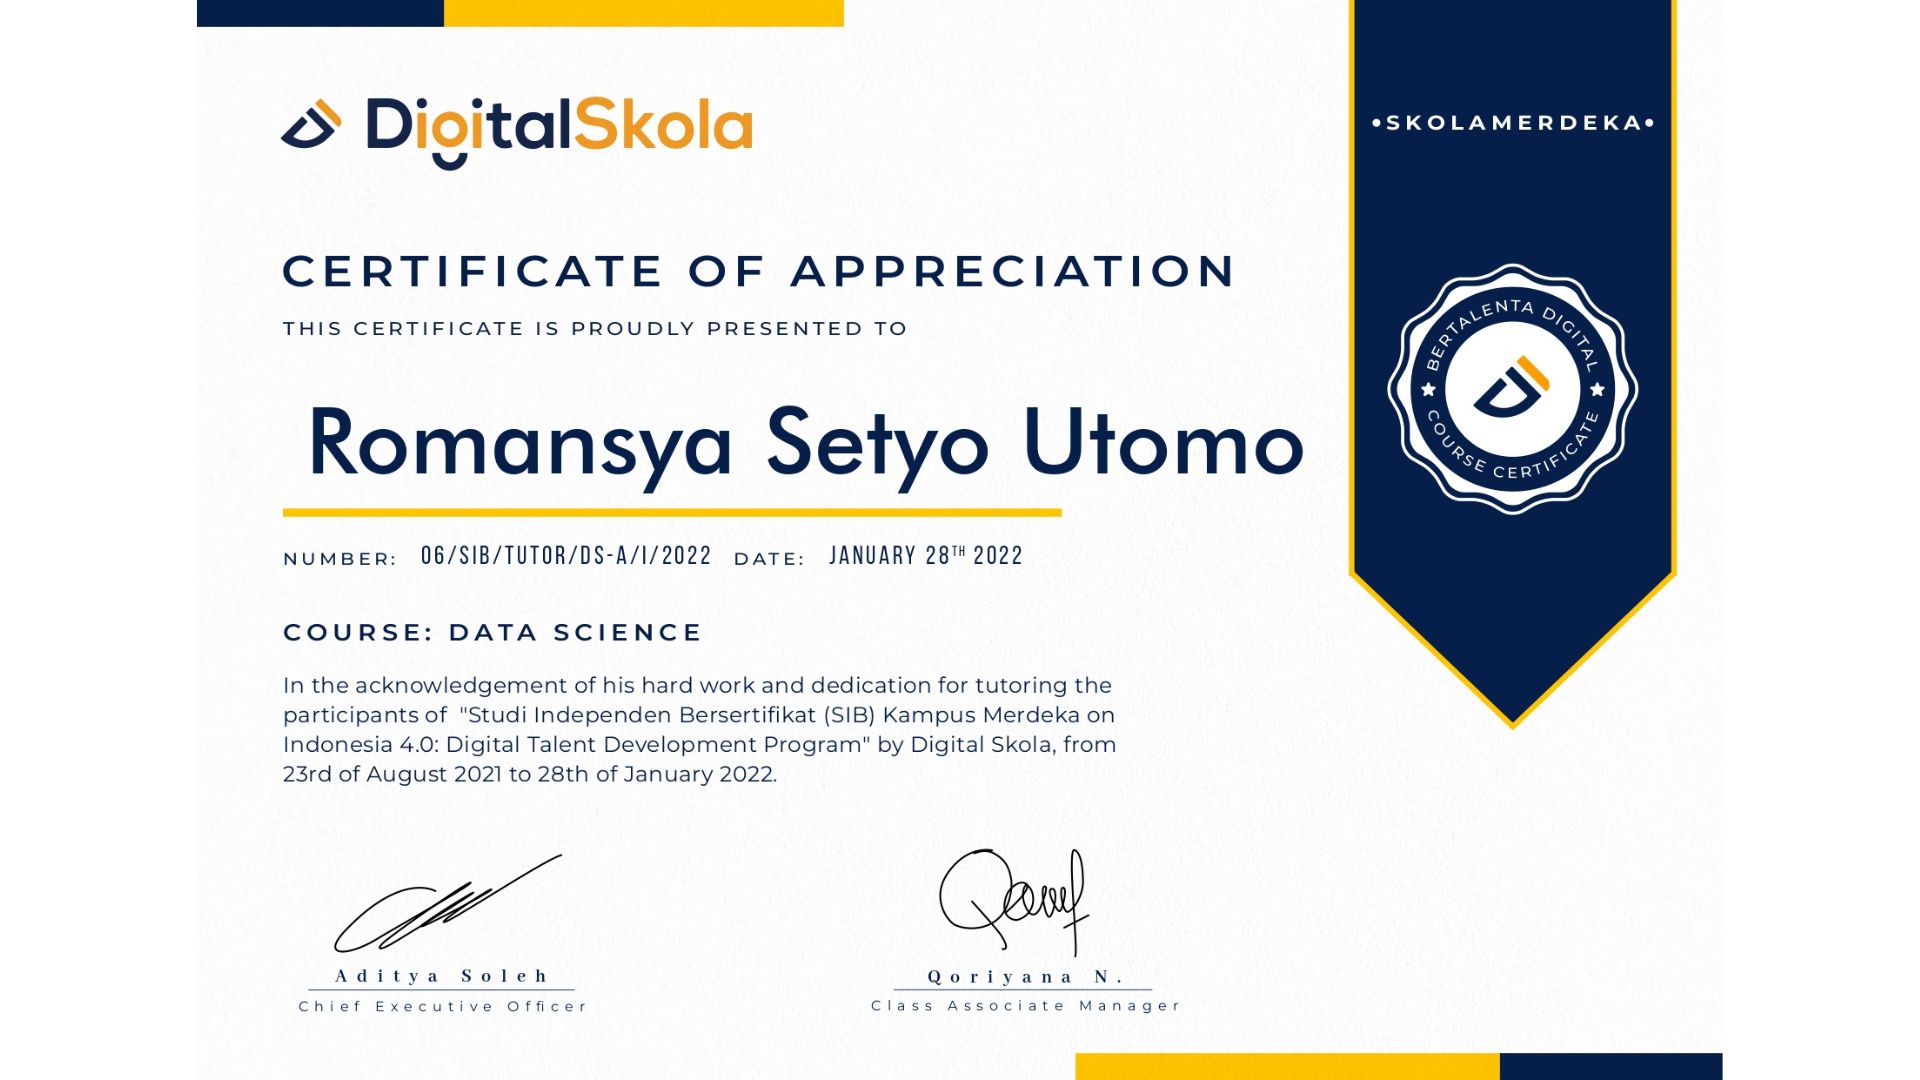 DigitalSkola
•SKOLAMERDEKA•
CERTIFICATE OF APPRECIATION
THIS CERTIFICATE IS PROUDLY PRESENTED TO
BERTALENTA DIGITAL
COURSE CERTIFICATE
Romansya Setyo Utomo
NUMBER: 06/SIB/TUTOR/DS-A/I/2022 DATE: JANUARY 28TH 2022
COURSE: DATA SCIENCE
In the acknowledgement of his hard work and dedication for tutoring the
participants of "Studi Independen Bersertifikat (SIB) Kampus Merdeka on
Indonesia 4.0: Digital Talent Development Program" by Digital Skola, from
23rd of August 2021 to 28th of January 2022.
Aditya Soleh
Chief Executive Officer
Qoriyana N.
Class Associate Manager